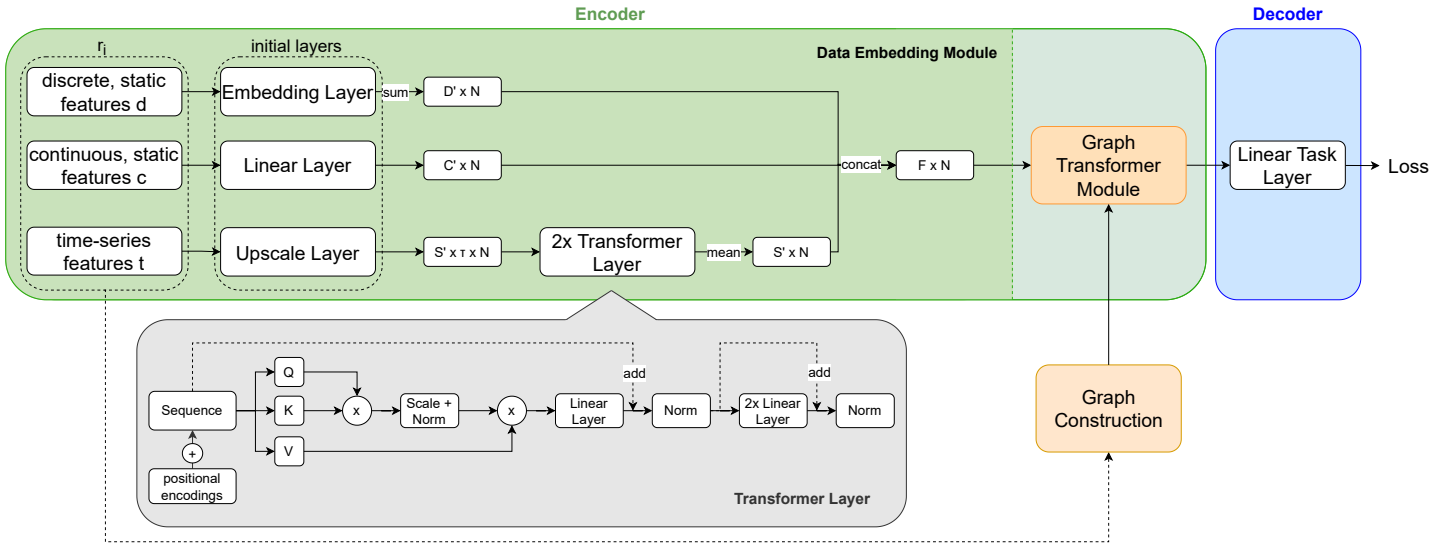 Encoder
Decoder
r_i
initial layers
Data Embedding Module
discrete, static
features d
Embedding Layer
sum
D' x N
continuous, static
features c
Linear Layer
C' x N
concat
F x N
Graph
Transformer
Module
Linear Task
Layer
Loss
time-series
features t
Upscale Layer
S' x τ x N
2x Transformer
Layer
mean
S' x N
Sequence
+
positional
encodings
Q
K
V
x
Scale +
Norm
x
Linear
Layer
add
Norm
2x Linear
Layer
add
Norm
Transformer Layer
Graph
Construction